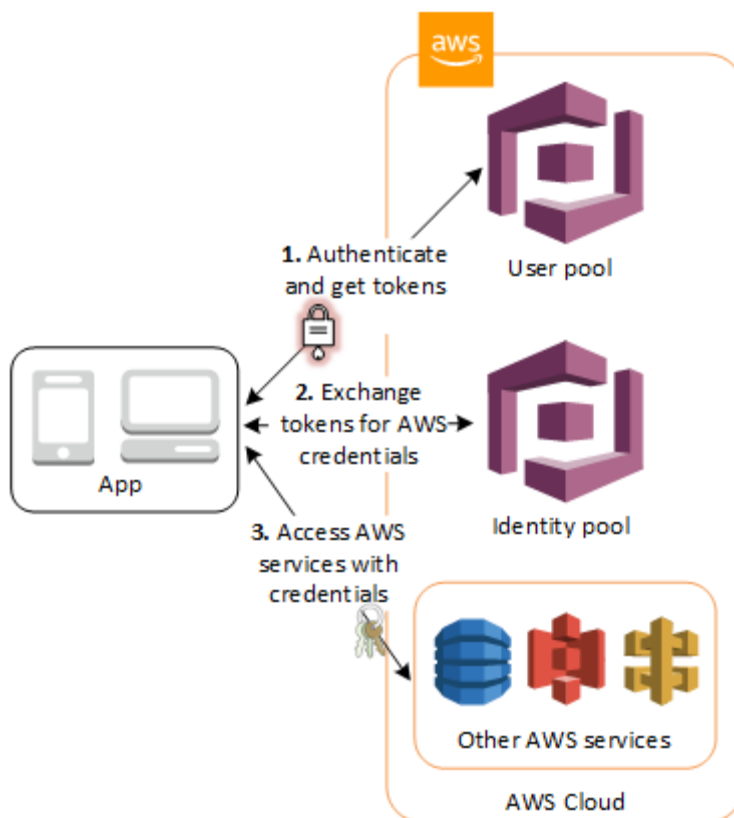 aws
1. Authenticate
and get tokens
User pool
2. Exchange
tokens for AWS
credentials
App
Identity pool
3. Access AWS
services with
credentials
Other AWS services
AWS Cloud